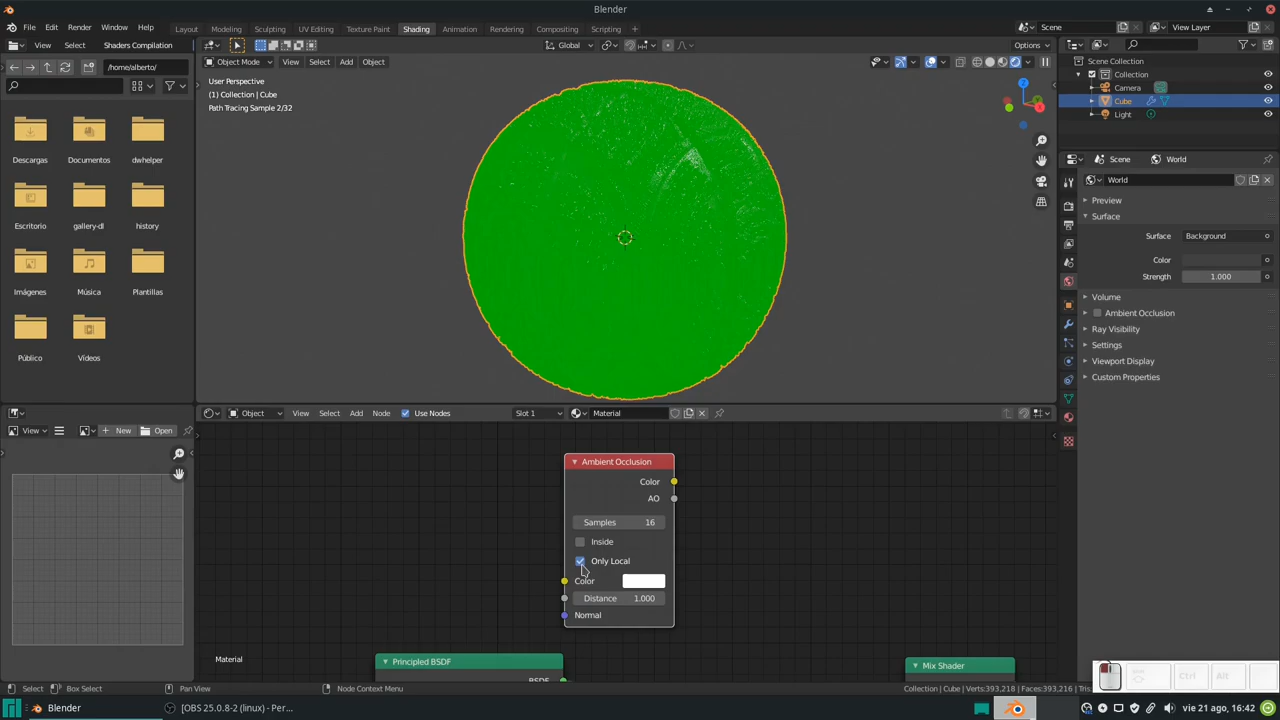 Blender
File Edit Render Window Help Layout Modeling Sculpting UV Editing Texture Paint Shading Animation Rendering Compositing Scripting Scene View Layer
View Select Shaders Compilation Global Options
Object Mode View Select Add Object
/home/alberto/
User Perspective
(1) Collection | Cube
Path Tracing Sample 2/32
Descargas Documentos dwhelper
Escritorio gallery-dl history
Imágenes Música Plantillas
Público Vídeos
Scene Collection
Collection
Camera
Cube
Light
Scene World
World
Preview
Surface
Surface Background
Color
Strength 1.000
Volume
Ambient Occlusion
Ray Visibility
Settings
Viewport Display
Custom Properties
Object View Select Add Node Use Nodes Slot 1 Material
View New Open
Ambient Occlusion
Color
AO
Samples 16
Inside
Only Local
Color
Distance 1.000
Normal
Material
Principled BSDF
BSDF
Mix Shader
Ctrl Alt
Select Box Select Pan View Node Context Menu Collection | Cube | Verts:393,218 | Faces:393,216 | Tris:
Blender [OBS 25.0.8-2 (linux) - Per... vie 21 ago, 16:42